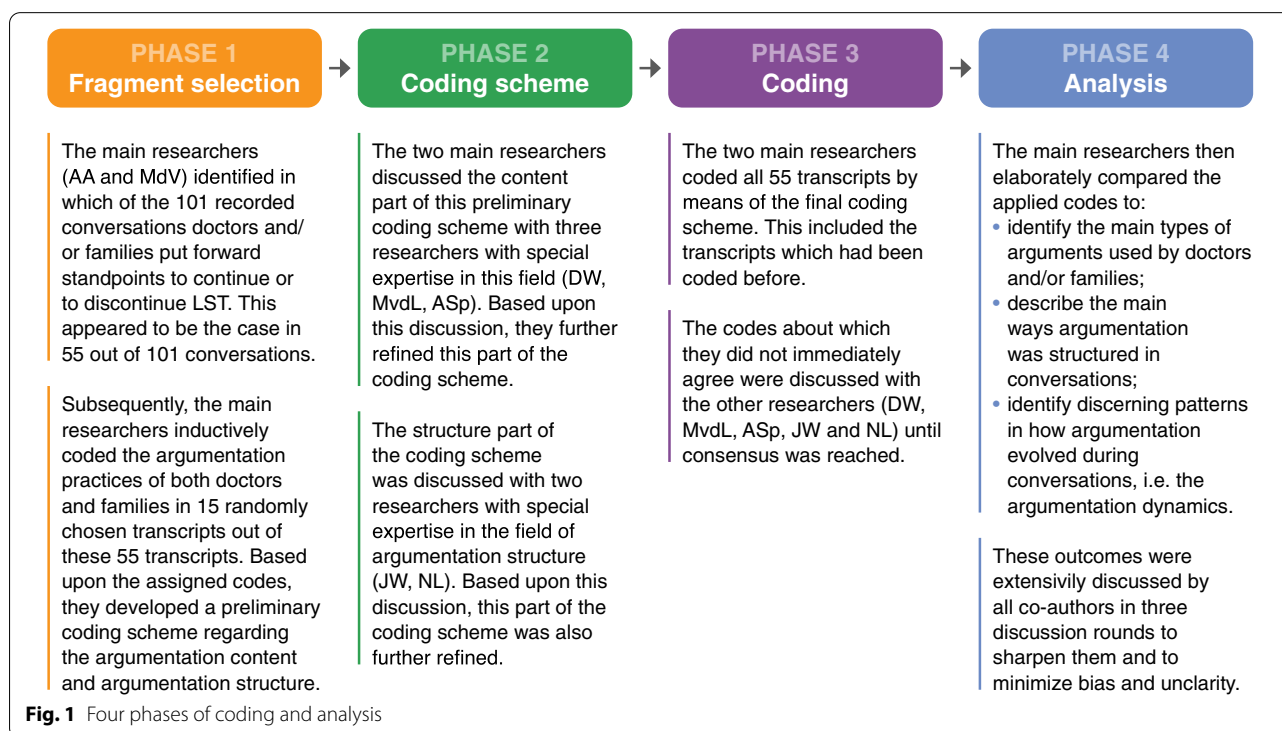 PHASE 1
Fragment selection
PHASE 2
Coding scheme
PHASE 3
Coding
PHASE 4
Analysis
The main researchers
(AA and MdV) identified in
which of the 101 recorded
conversations doctors and/
or families put forward
standpoints to continue or
to discontinue LST. This
appeared to be the case in
55 out of 101 conversations.
Subsequently, the main
researchers inductively
coded the argumentation
practices of both doctors
and families in 15 randomly
chosen transcripts out of
these 55 transcripts. Based
upon the assigned codes,
they developed a preliminary
coding scheme regarding
the argumentation content
and argumentation structure.
The two main researchers
discussed the content
part of this preliminary
coding scheme with three
researchers with special
expertise in this field (DW,
MvdL, ASp). Based upon
this discussion, they further
refined this part of the
coding scheme.
The structure part of
the coding scheme
was discussed with two
researchers with special
expertise in the field of
argumentation structure
(JW, NL). Based upon this
discussion, this part of the
coding scheme was also
further refined.
The two main researchers
coded all 55 transcripts by
means of the final coding
scheme. This included the
transcripts which had been
coded before.
The codes about which
they did not immediately
agree were discussed with
the other researchers (DW,
MvdL, ASp, JW and NL) until
consensus was reached.
The main researchers then
elaborately compared the
applied codes to:
• identify the main types of
arguments used by doctors
and/or families;
• describe the main
ways argumentation
was structured in
conversations;
• identify discerning patterns
in how argumentation
evolved during
conversations, i.e. the
argumentation dynamics.
These outcomes were
extensivily discussed by
all co-authors in three
discussion rounds to
sharpen them and to
minimize bias and unclarity.
Fig. 1 Four phases of coding and analysis